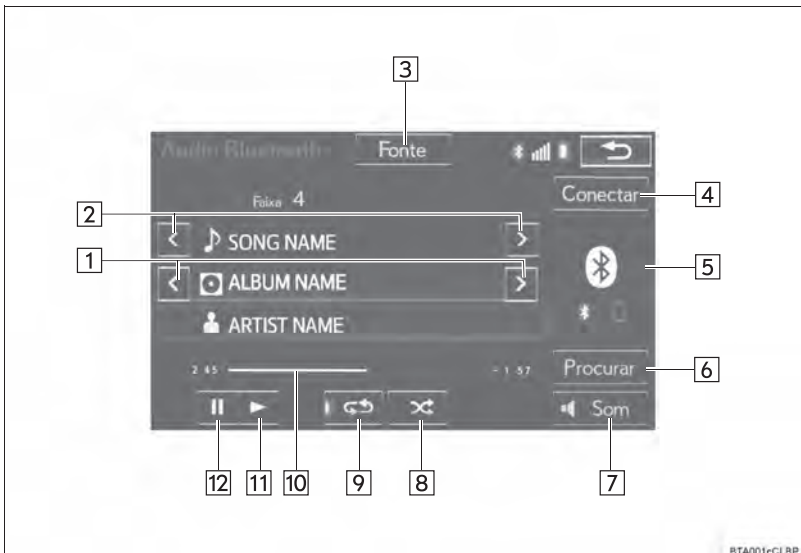 3
Áudio Bluetooth Fonte
Conectar 4
Faixa 4
2
< SONG NAME >
1
5
< ALBUM NAME >
ARTIST NAME
2 45 - 1 57 Procurar 6
Som
12 11 10 9 8 7
BTA001cCLBP